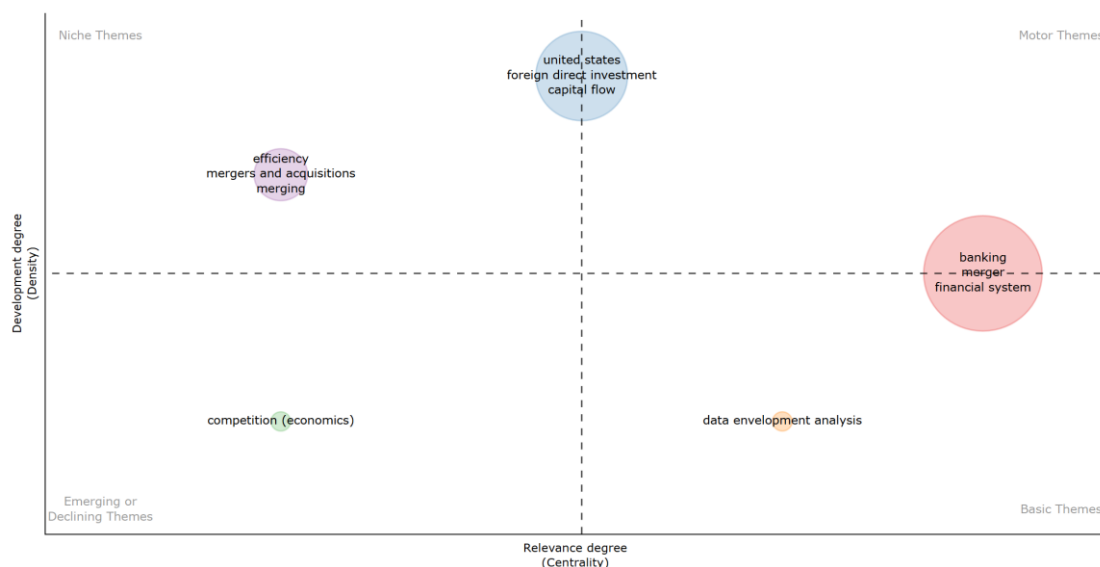 Niche Themes
Motor Themes
united states
foreign direct investment
capital flow
efficiency
mergers and acquisitions
merging
banking
merger
financial system
Development degree
(Density)
competition (economics)
data envelopment analysis
Emerging or
Declining Themes
Basic Themes
Relevance degree
(Centrality)